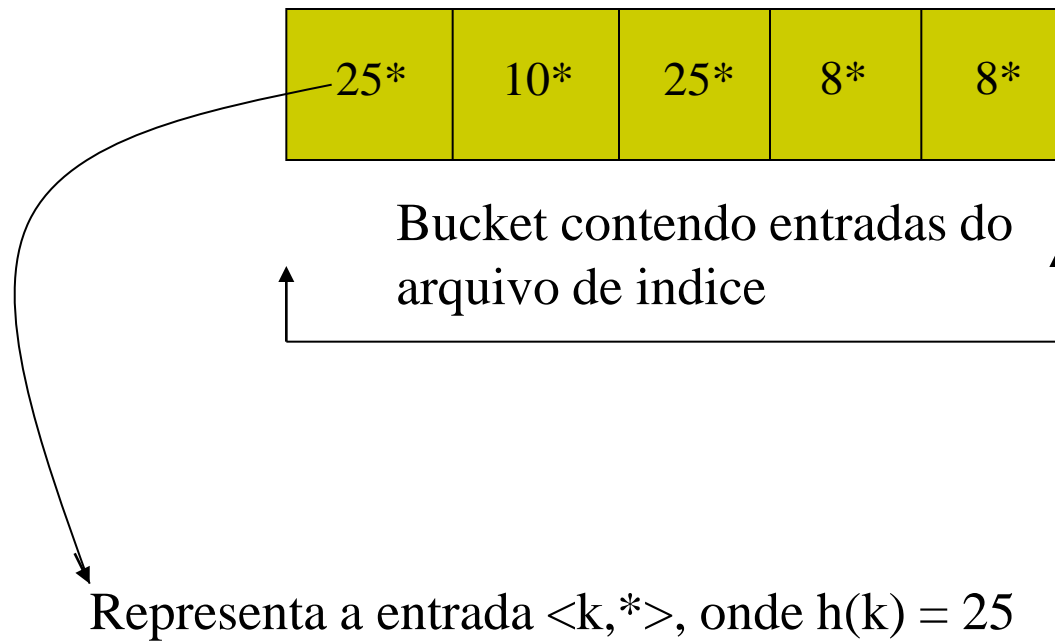 25* 10* 25* 8* 8*
Bucket contendo entradas do
arquivo de indice
Representa a entrada <k,*>, onde h(k) = 25